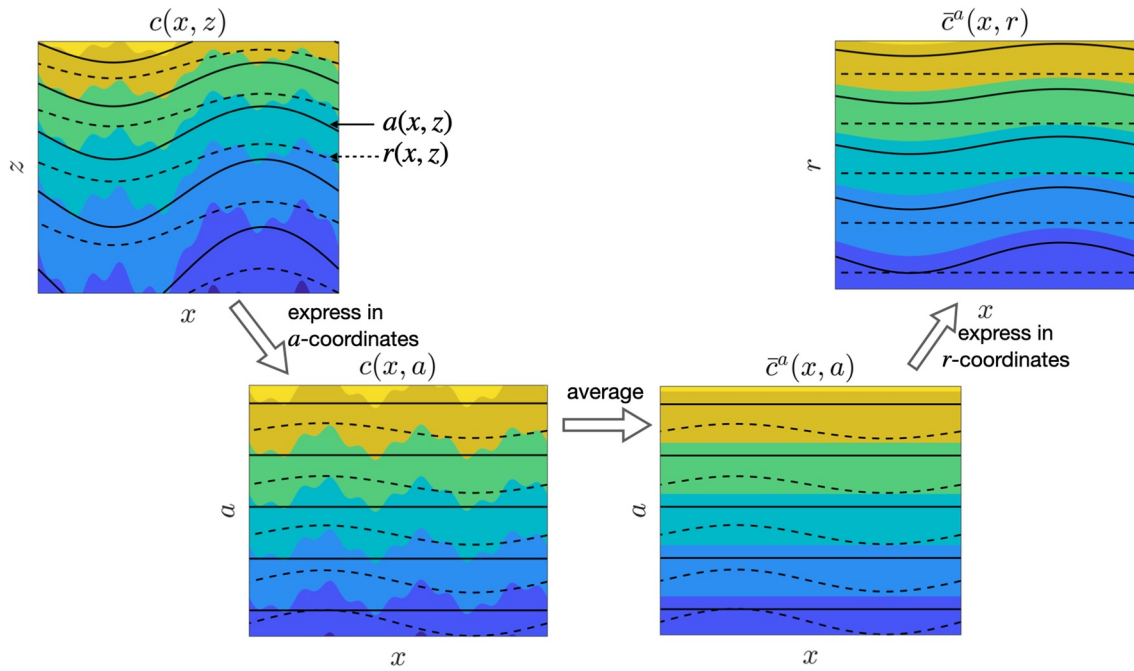 c(x, z)
z
a(x, z)
r(x, z)
x
express in
a-coordinates
c(x, a)
a
x
average
c̄ᵃ(x, a)
a
x
express in
r-coordinates
c̄ᵃ(x, r)
r
x